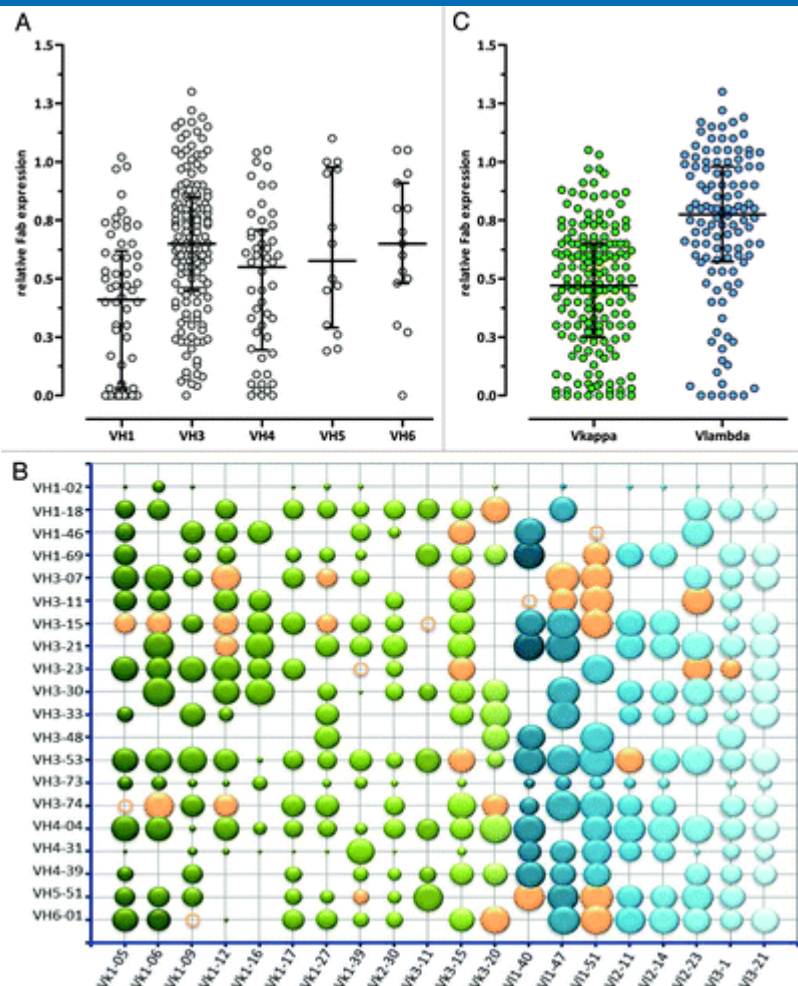 A
relative Fab expression
1.5
1.3
1.0
0.8
0.5
0.3
0.0
VH1 VH3 VH4 VH5 VH6
C
relative Fab expression
1.5
1.3
1.0
0.8
0.5
0.3
0.0
Vkappa Vlambda
B
VH1-02
VH1-18
VH1-46
VH1-69
VH3-07
VH3-11
VH3-15
VH3-21
VH3-23
VH3-30
VH3-33
VH3-48
VH3-53
VH3-73
VH3-74
VH4-04
VH4-31
VH4-39
VH5-51
VH6-01
Vk1-05 Vk1-06 Vk1-09 Vk1-12 Vk1-16 Vk1-17 Vk1-27 Vk1-39 Vk2-30 Vk3-11 Vk3-15 Vk3-20 Vl1-40 Vl1-47 Vl1-51 Vl2-11 Vl2-14 Vl2-23 Vl3-1 Vl3-21